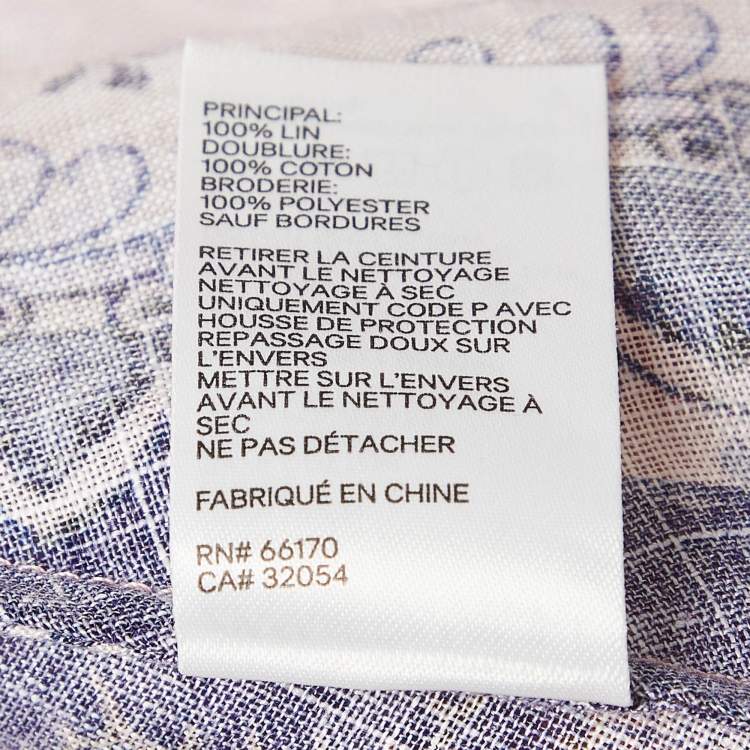 PRINCIPAL:
100% LIN
DOUBLURE:
100% COTON
BRODERIE:
100% POLYESTER
SAUF BORDURES
RETIRER LA CEINTURE
AVANT LE NETTOYAGE
NETTOYAGE À SEC
UNIQUEMENT CODE P AVEC
HOUSSE DE PROTECTION
REPASSAGE DOUX SUR
L'ENVERS
METTRE SUR L'ENVERS
AVANT LE NETTOYAGE À
SEC
NE PAS DÉTACHER
FABRIQUÉ EN CHINE
RN# 66170
CA# 32054